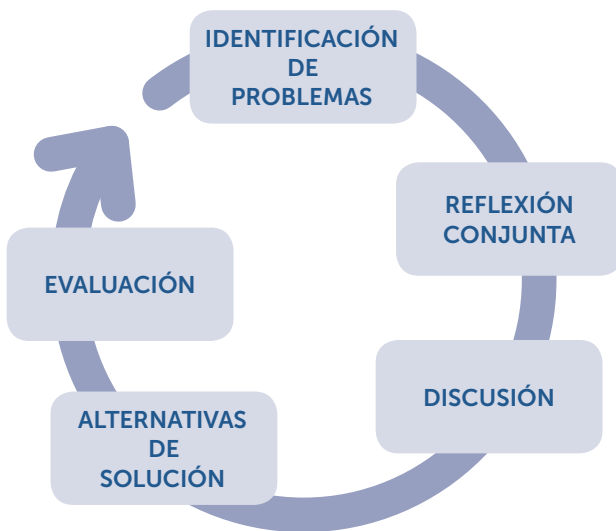 IDENTIFICACIÓN
DE
PROBLEMAS
REFLEXIÓN
CONJUNTA
DISCUSIÓN
ALTERNATIVAS
DE
SOLUCIÓN
EVALUACIÓN